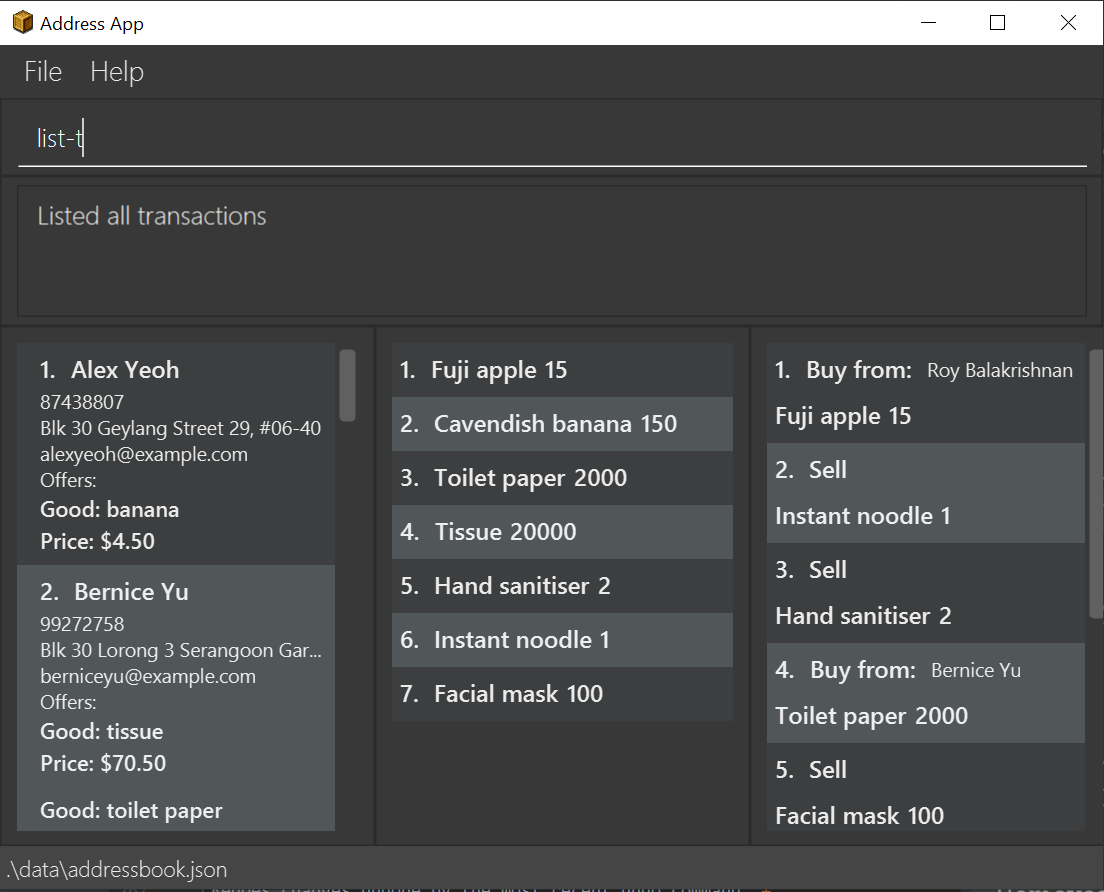 Address App
File Help
list-t
Listed all transactions
1. Alex Yeoh
87438807
Blk 30 Geylang Street 29, #06-40
alexyeoh@example.com
Offers:
Good: banana
Price: $4.50
2. Bernice Yu
99272758
Blk 30 Lorong 3 Serangoon Gar...
berniceyu@example.com
Offers:
Good: tissue
Price: $70.50
Good: toilet paper
1. Fuji apple 15
2. Cavendish banana 150
3. Toilet paper 2000
4. Tissue 20000
5. Hand sanitiser 2
6. Instant noodle 1
7. Facial mask 100
1. Buy from: Roy Balakrishnan
Fuji apple 15
2. Sell
Instant noodle 1
3. Sell
Hand sanitiser 2
4. Buy from: Bernice Yu
Toilet paper 2000
5. Sell
Facial mask 100
.\data\addressbook.json